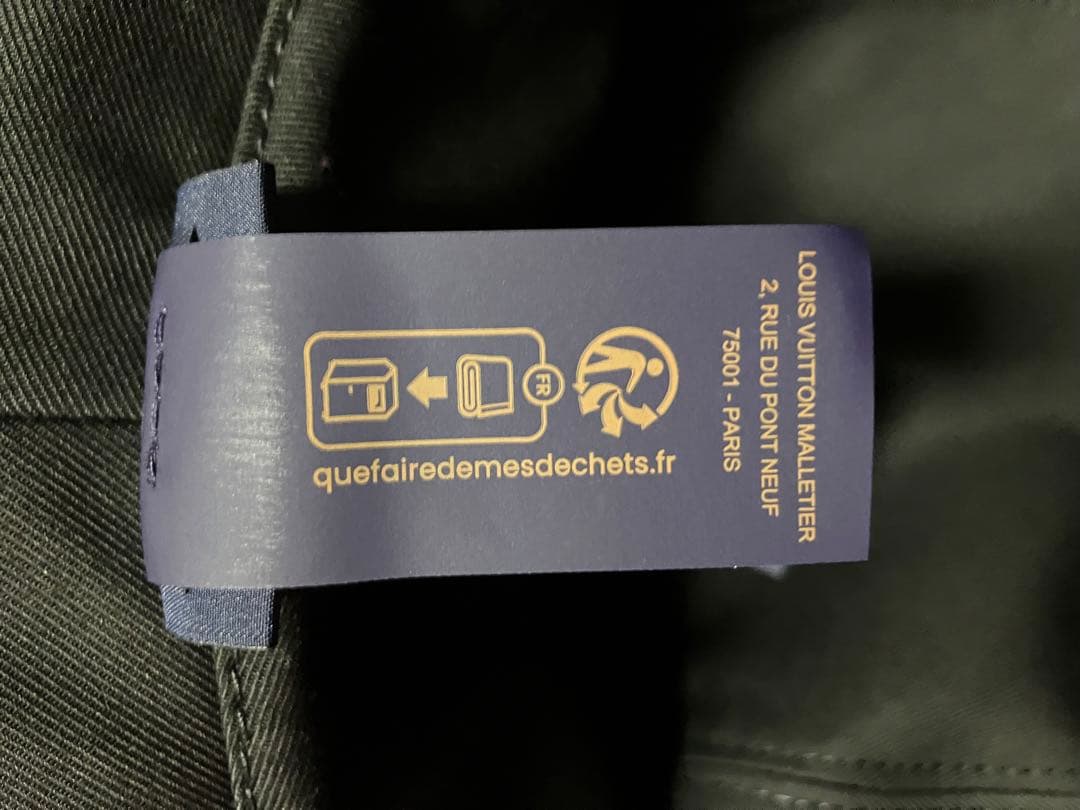 LOUIS VUITTON MALLETIER
2, RUE DU PONT NEUF
75001 - PARIS
FR
quefairedemesdechets.fr